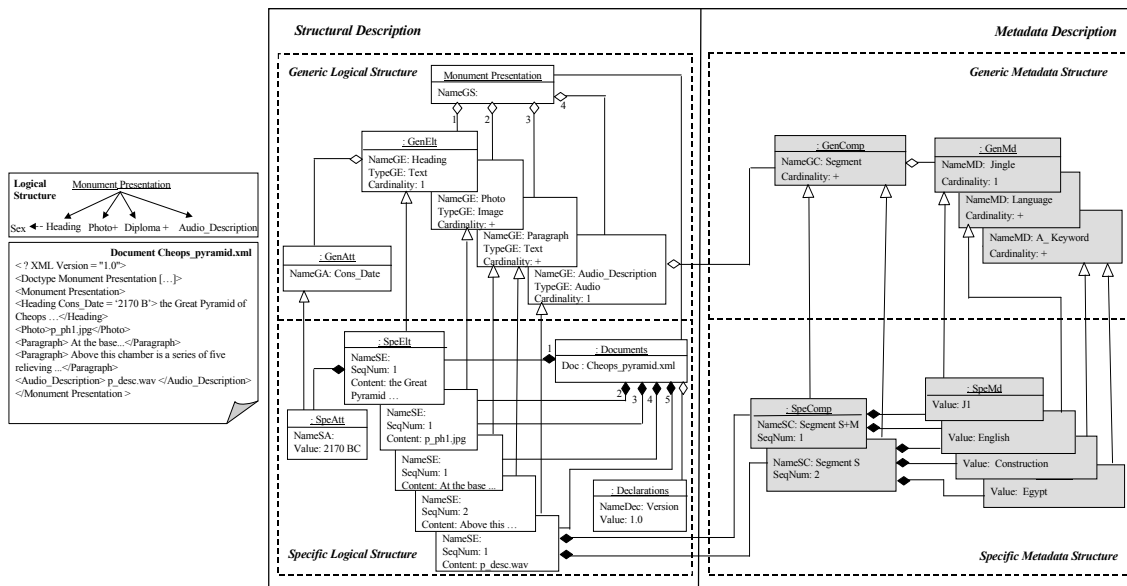 Structural Description
Metadata Description
Generic Logical Structure
Generic Metadata Structure
Monument Presentation
NameGS:
1
2
3
4
: GenElt
NameGE: Heading
TypeGE: Text
Cardinality: 1
NameGE: Photo
TypeGE: Image
Cardinality: +
NameGE: Paragraph
TypeGE: Text
Cardinality: +
NameGE: Audio_Description
TypeGE: Audio
Cardinality: 1
: GenAtt
NameGA: Cons_Date
: GenComp
NameGC: Segment
Cardinality: +
: GenMd
NameMD: Jingle
Cardinality: 1
NameMD: Language
Cardinality: +
NameMD: A_ Keyword
Cardinality: +
Logical
Structure
Monument Presentation
Sex
Heading
Photo+
Diploma +
Audio_Description
Document Cheops_pyramid.xml
< ? XML Version = "1.0">
<Doctype Monument Presentation […]>
<Monument Presentation>
<Heading Cons_Date = ‘2170 B’> the Great Pyramid of
Cheops …</Heading>
<Photo>p_ph1.jpg</Photo>
<Paragraph> At the base...</Paragraph>
<Paragraph> Above this chamber is a series of five
relieving ...</Paragraph>
<Audio_Description> p_desc.wav </Audio_Description>
</Monument Presentation >
: SpeElt
NameSE:
SeqNum: 1
Content: the Great
Pyramid …
NameSE:
SeqNum: 1
Content: p_ph1.jpg
NameSE:
SeqNum: 1
Content: At the base ...
NameSE:
SeqNum: 2
Content: Above this …
NameSE:
SeqNum: 1
Content: p_desc.wav
: SpeAtt
NameSA:
Value: 2170 BC
: Documents
Doc : Cheops_pyramid.xml
1
2
3
4
5
: Declarations
NameDec: Version
Value: 1.0
: SpeComp
NameSC: Segment S+M
SeqNum: 1
NameSC: Segment S
SeqNum: 2
: SpeMd
Value: J1
Value: English
Value: Construction
Value: Egypt
Specific Logical Structure
Specific Metadata Structure